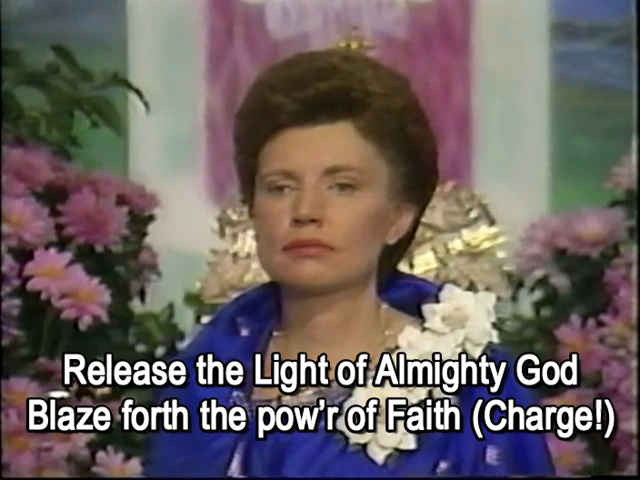 Release the Light of Almighty God
Blaze forth the pow'r of Faith (Charge!)